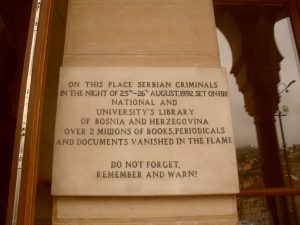 ON THIS PLACE SERBIAN CRIMINALS
IN THE NIGHT OF 25TH-26TH AUGUST, 1992. SET ON FIRE
NATIONAL AND
UNIVERSITY'S LIBRARY
OF BOSNIA AND HERZEGOVINA
OVER 2 MILLIONS OF BOOKS, PERIODICALS
AND DOCUMENTS VANISHED IN THE FLAME
DO NOT FORGET,
REMEMBER AND WARN!